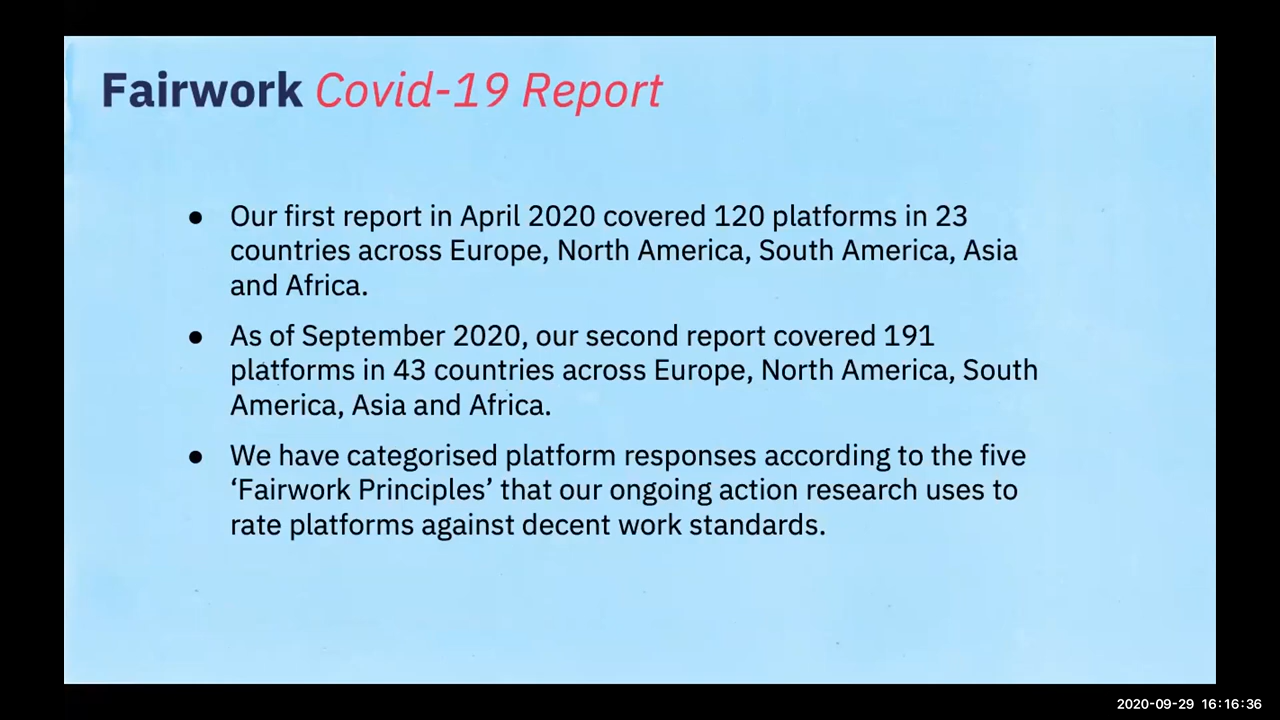 Fairwork Covid-19 Report
● Our first report in April 2020 covered 120 platforms in 23
countries across Europe, North America, South America, Asia
and Africa.
● As of September 2020, our second report covered 191
platforms in 43 countries across Europe, North America, South
America, Asia and Africa.
● We have categorised platform responses according to the five
‘Fairwork Principles’ that our ongoing action research uses to
rate platforms against decent work standards.
2020-09-29 16:16:36